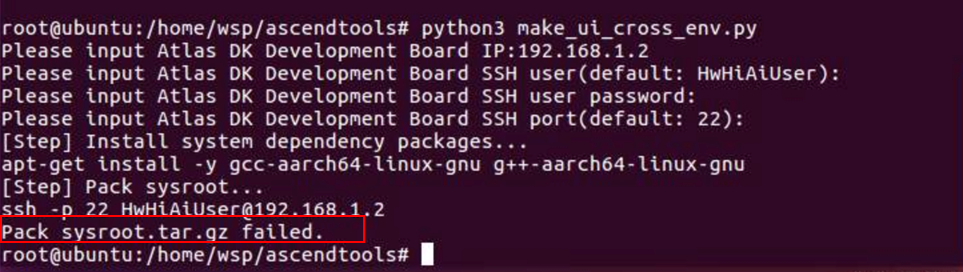 root@ubuntu:/home/wsp/ascendtools# python3 make_ui_cross_env.py
Please input Atlas DK Development Board IP:192.168.1.2
Please input Atlas DK Development Board SSH user(default: HwHiAiUser):
Please input Atlas DK Development Board SSH user password:
Please input Atlas DK Development Board SSH port(default: 22):
[Step] Install system dependency packages...
apt-get install -y gcc-aarch64-linux-gnu g++-aarch64-linux-gnu
[Step] Pack sysroot...
ssh -p 22 HwHiAiUser@192.168.1.2
Pack sysroot.tar.gz failed.
root@ubuntu:/home/wsp/ascendtools#